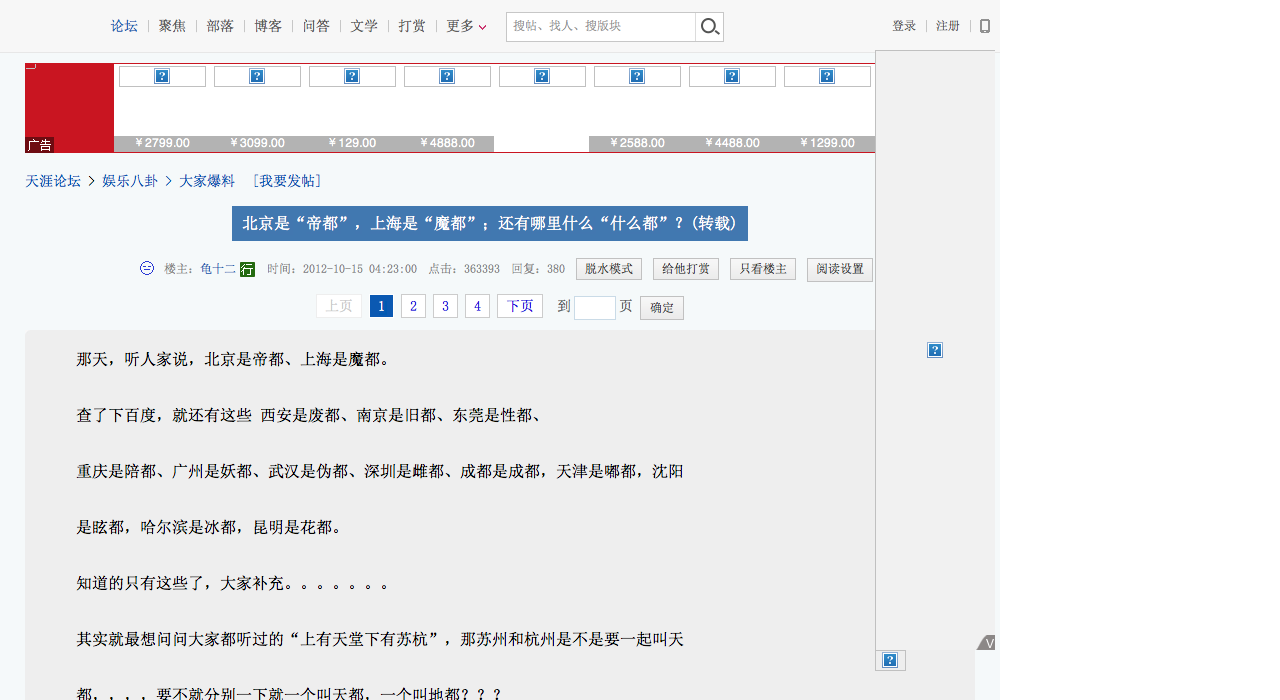 论坛 聚焦 部落 博客 问答 文学 打赏 更多 搜帖、找人、搜版块 登录 注册
广告 ¥2799.00 ¥3099.00 ¥129.00 ¥4888.00 ¥2588.00 ¥4488.00 ¥1299.00
天涯论坛 > 娱乐八卦 > 大家爆料 [我要发帖]
北京是“帝都”，上海是“魔都”；还有哪里什么“什么都”？(转载)
楼主：龟十二 行 时间：2012-10-15 04:23:00 点击：363393 回复：380 脱水模式 给他打赏 只看楼主 阅读设置
上页 1 2 3 4 下页 到 页 确定
那天，听人家说，北京是帝都、上海是魔都。
查了下百度，就还有这些 西安是废都、南京是旧都、东莞是性都、
重庆是陪都、广州是妖都、武汉是伪都、深圳是雌都、成都是成都，天津是嘟都，沈阳
是眩都，哈尔滨是冰都，昆明是花都。
知道的只有这些了，大家补充。。。。。。。
其实就最想问问大家都听过的“上有天堂下有苏杭”，那苏州和杭州是不是要一起叫天
都，，，，要不就分别一下就一个叫天都，一个叫地都？？？
V